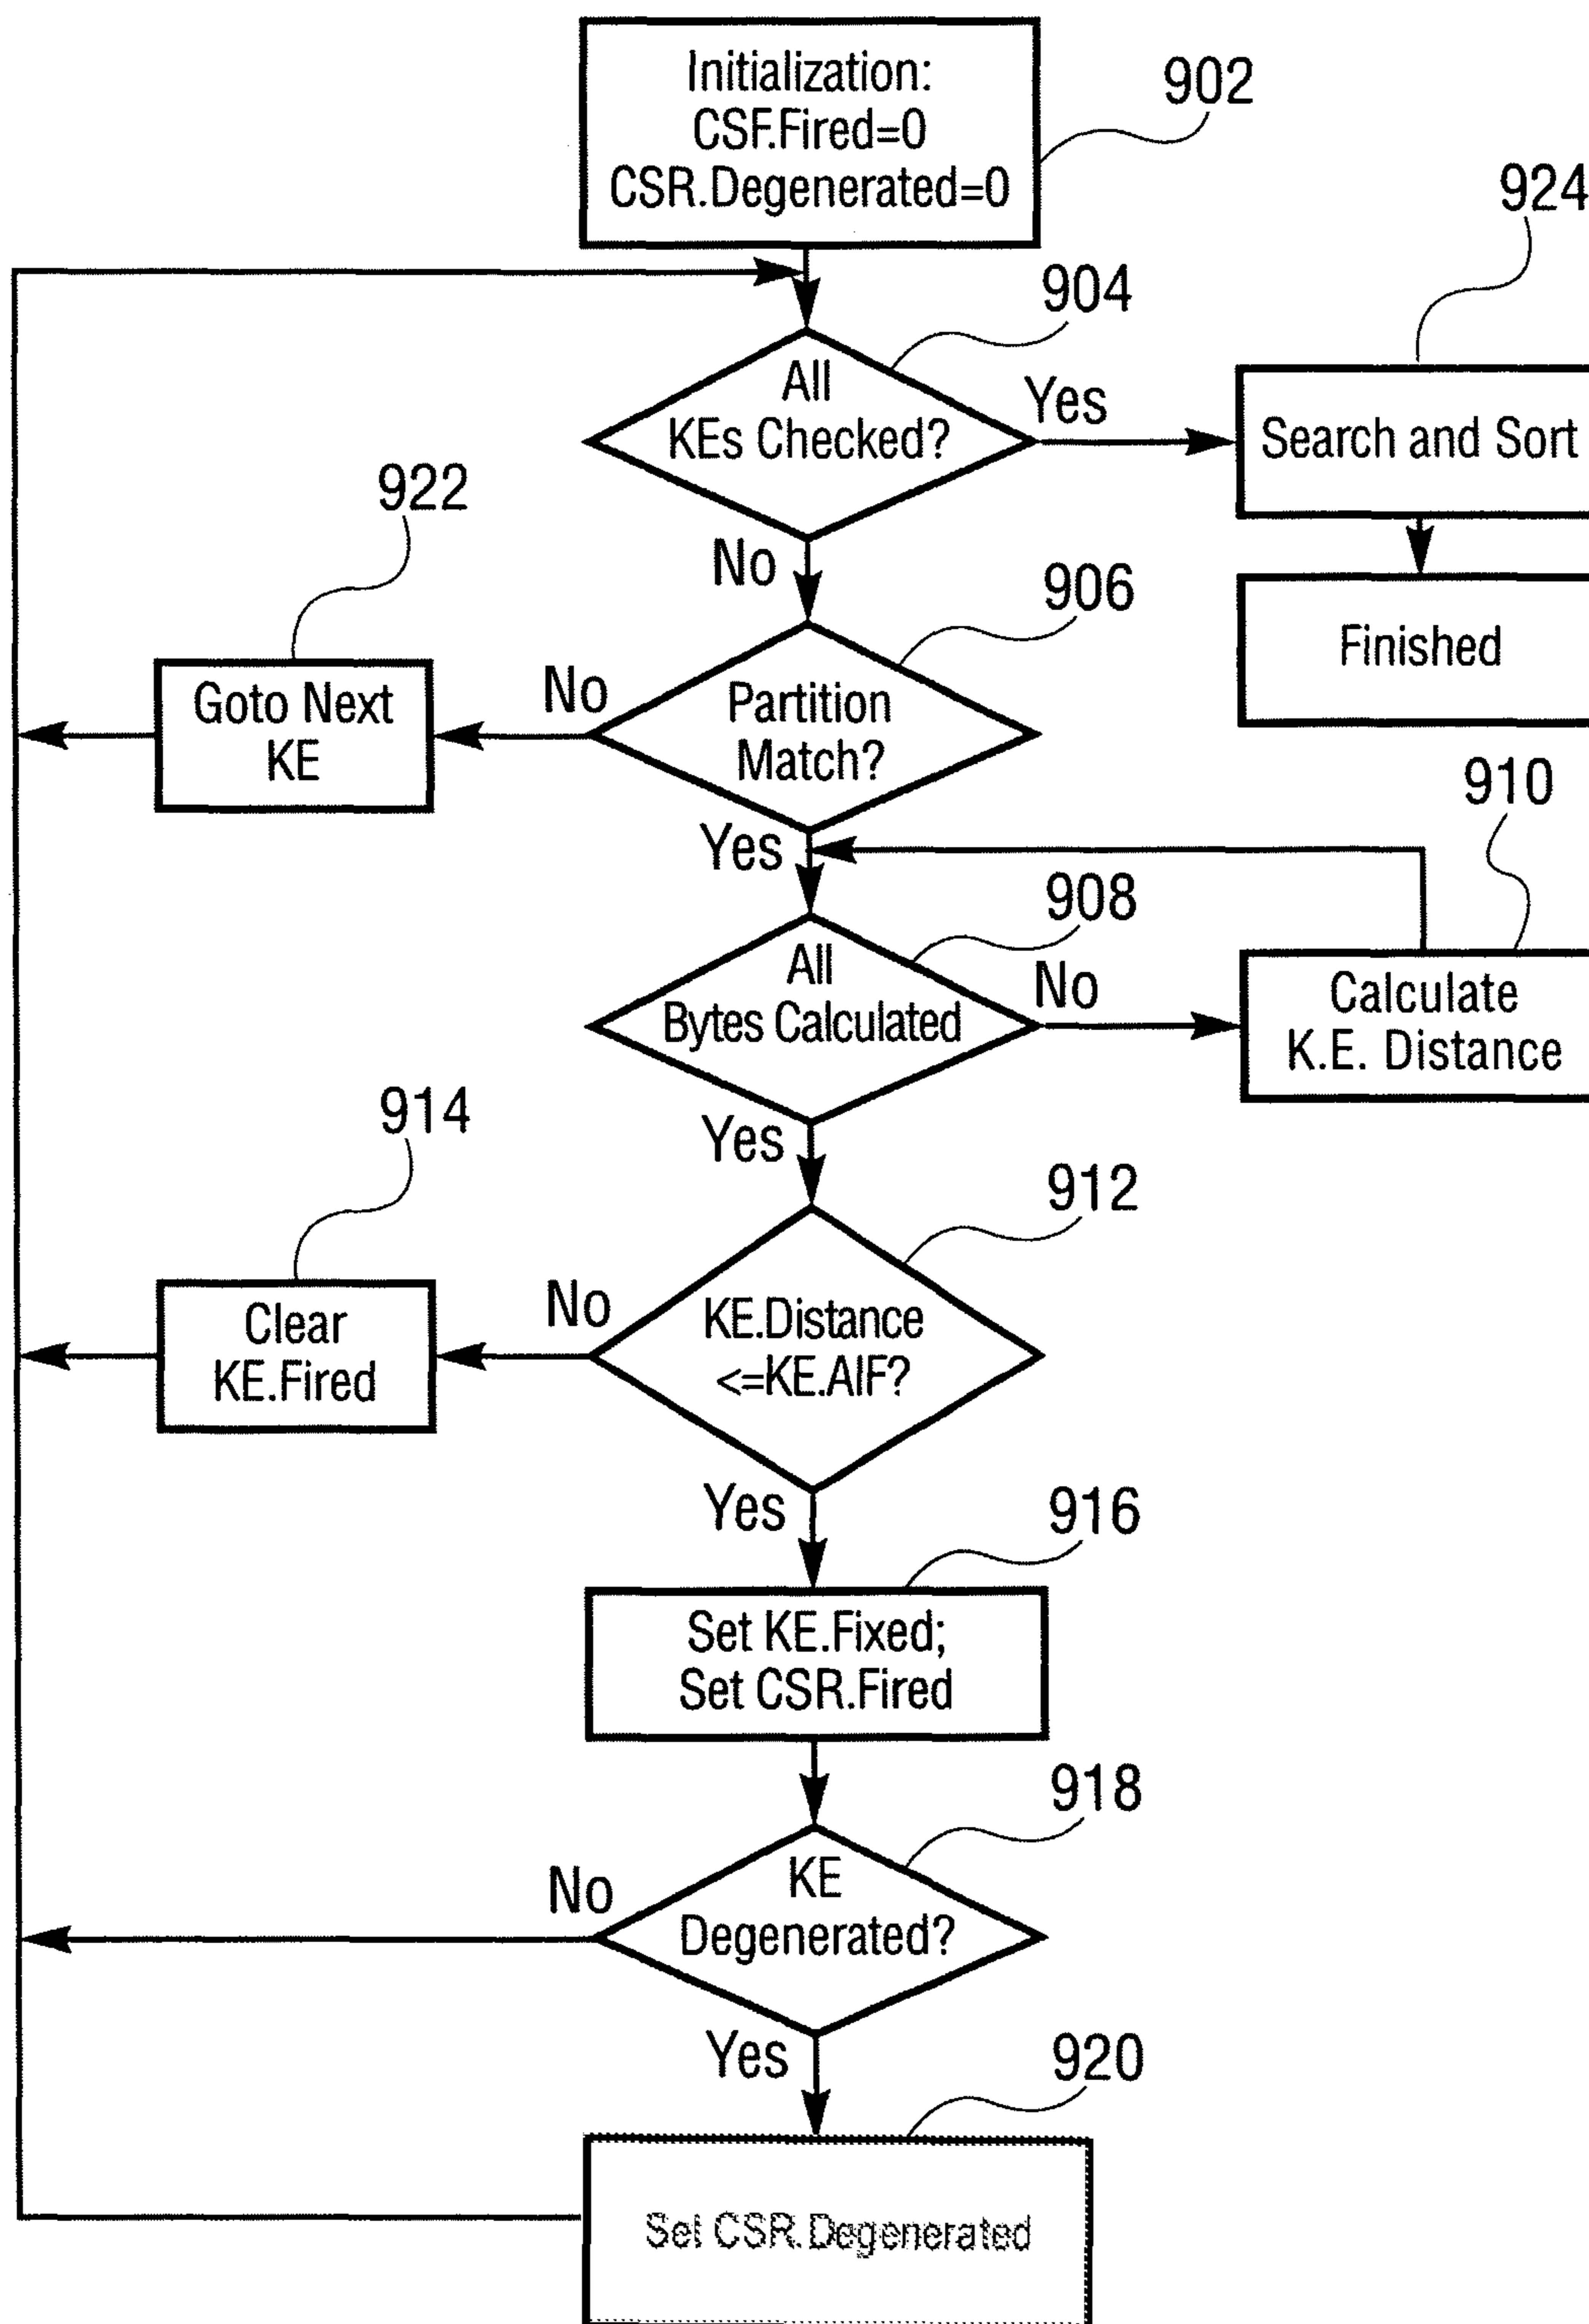 Initialization:
CSF.Fired=0
CSR.Degenerated=0
902
924
904
All
KEs Checked?
Yes
Search and Sort
922
No
906
Finished
Goto Next
KE
No
Partition
Match?
910
Yes
908
All
Bytes Calculated
No
Calculate
K.E. Distance
914
Yes
912
Clear
KE.Fired
No
KE.Distance
<=KE.AIF?
Yes
916
Set KE.Fixed;
Set CSR.Fired
918
No
KE
Degenerated?
Yes
920
Set CSR.Degenerated